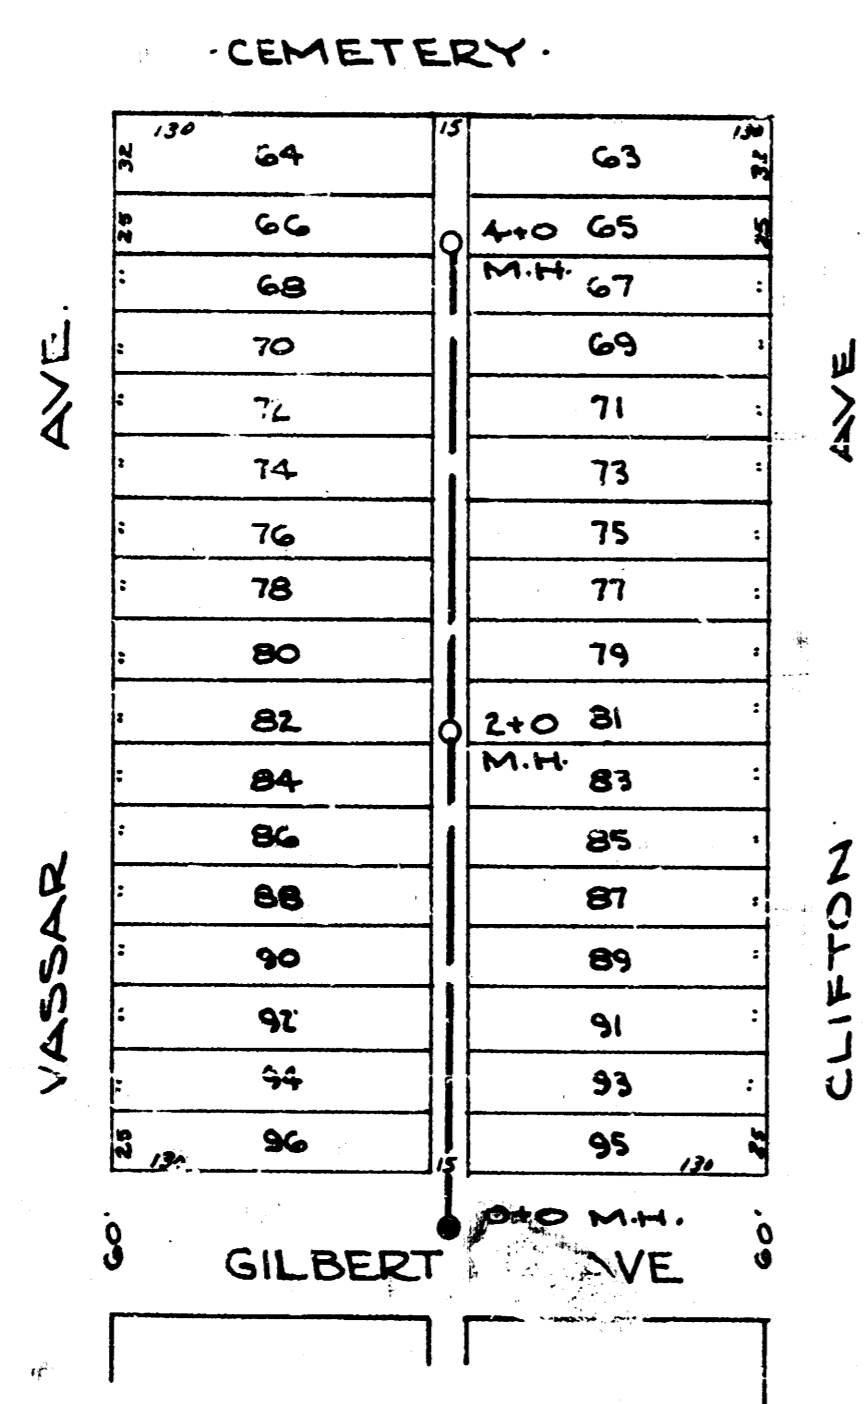 ·CEMETERY·
130 15 130
32 64 63 32
25 66 4+0 65 25
M.H.
" 68 67 "
" 70 69 "
" 72 71 "
" 74 73 "
" 76 75 "
" 78 77 "
" 80 79 "
" 82 2+0 81 "
M.H.
" 84 83 "
" 86 85 "
" 88 87 "
" 90 89 "
" 92 91 "
" 94 93 "
25 96 95 25
130 15 130
0+0 M.H.
60' GILBERT AVE 60'
VASSAR AVE.
CLIFTON AVE